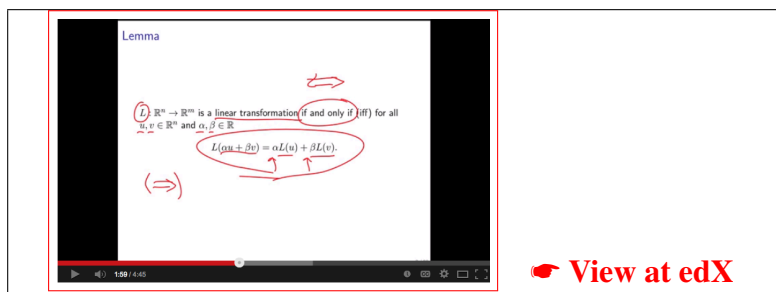 Lemma
⇔
L : ℝⁿ → ℝᵐ is a linear transformation if and only if (iff) for all
u, v ∈ ℝⁿ and α, β ∈ ℝ
L(αu + βv) = αL(u) + βL(v).
(⇒)
1:59 / 4:45
☛ View at edX